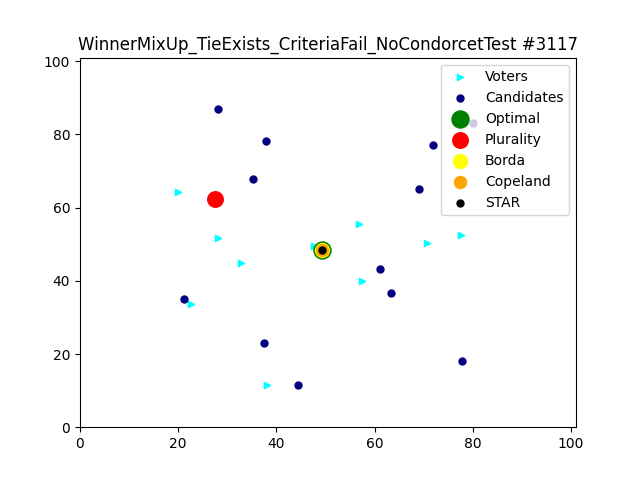 WinnerMixUp_TieExists_CriteriaFail_NoCondorcetTest #3117
100
80
60
40
20
0
0 20 40 60 80 100
Voters
Candidates
Optimal
Plurality
Borda
Copeland
STAR